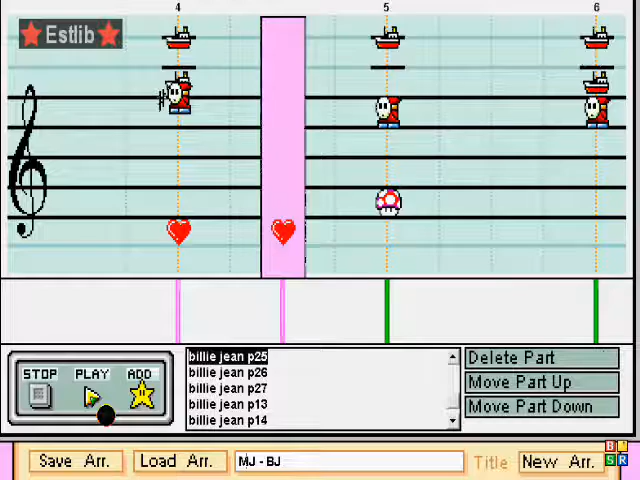 4 5 6
Estlib
STOP PLAY ADD
billie jean p25
billie jean p26
billie jean p27
billie jean p13
billie jean p14
Delete Part
Move Part Up
Move Part Down
Save Arr. Load Arr. MJ - BJ Title New Arr.
B L
S R